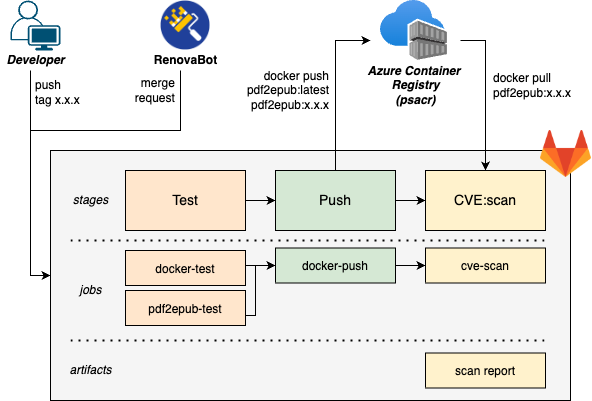 Developer
RenovaBot
push
tag x.x.x
merge
request
docker push
pdf2epub:latest
pdf2epub:x.x.x
Azure Container
Registry
(psacr)
docker pull
pdf2epub:x.x.x
stages
Test
Push
CVE:scan
jobs
docker-test
pdf2epub-test
docker-push
cve-scan
artifacts
scan report